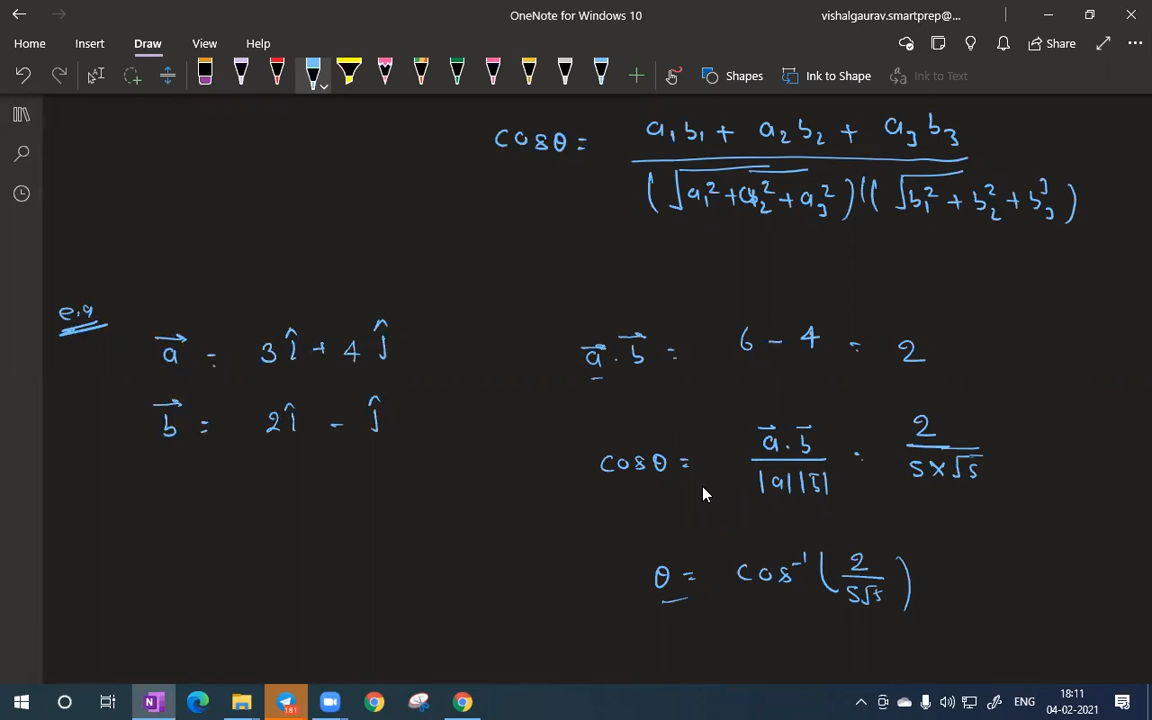 OneNote for Windows 10
vishalgaurav.smartprep@...
Home Insert Draw View Help
Share
Shapes Ink to Shape Ink to Text
cosθ = a₁b₁ + a₂b₂ + a₃b₃
(√a₁² + a₂² + a₃²) ((√b₁² + b₂² + b₃³)
e.g
a⃗ = 3î + 4ĵ
a⃗ . b⃗ = 6 - 4 = 2
b⃗ = 2î - ĵ
cosθ = a⃗ . b⃗ / |a||b⃗| = 2 / 5×√5
θ = cos⁻¹ (2 / 5√5)
181
ENG
18:11
04-02-2021